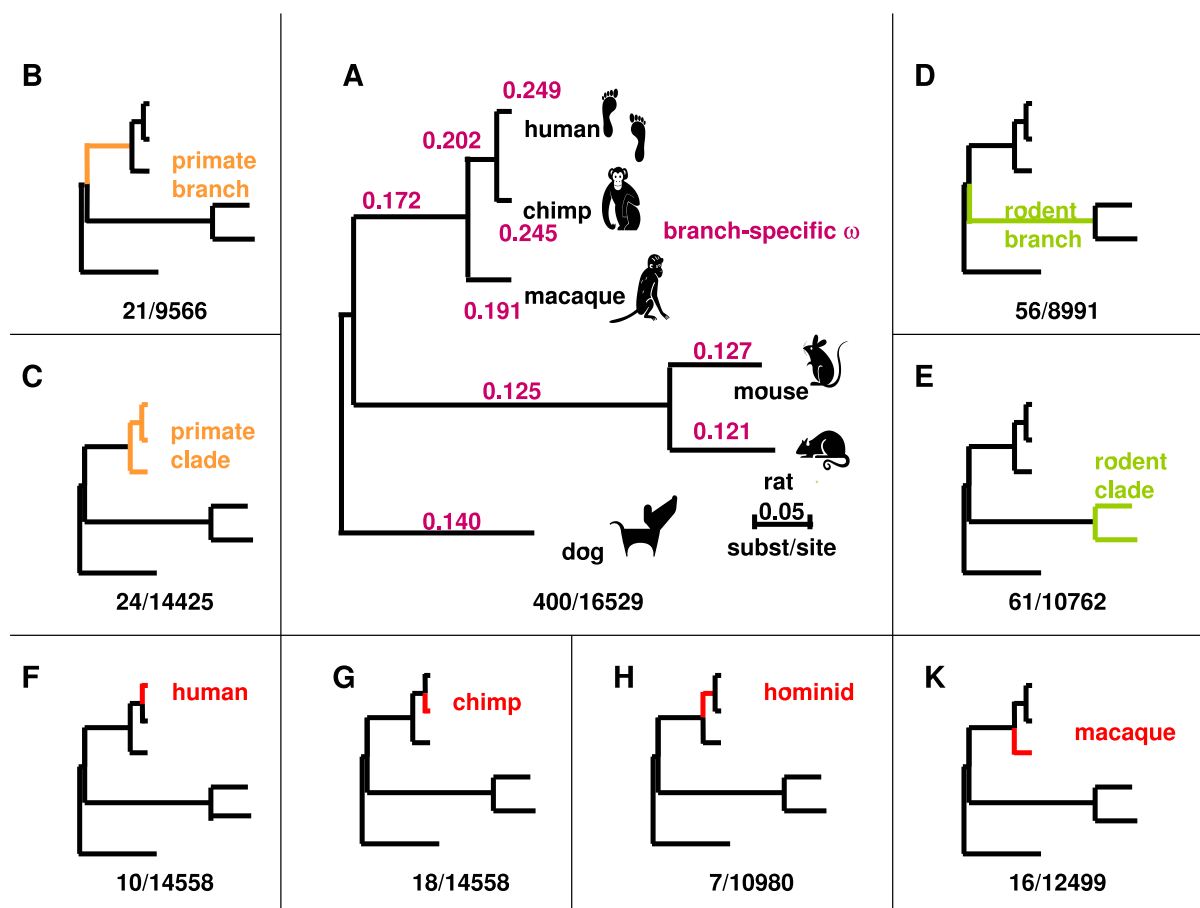 B
primate
branch
21/9566
A
0.249
human
0.202
0.172
chimp
0.245
branch-specific ω
macaque
0.191
0.127
mouse
0.125
0.121
rat
0.05
subst/site
0.140
dog
400/16529
D
rodent
branch
56/8991
C
primate
clade
24/14425
E
rodent
clade
61/10762
F
human
10/14558
G
chimp
18/14558
H
hominid
7/10980
K
macaque
16/12499